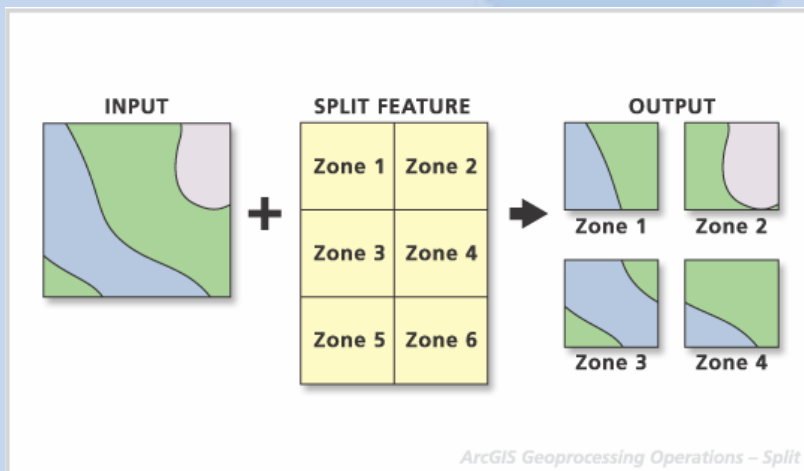 INPUT
SPLIT FEATURE
OUTPUT
Zone 1
Zone 2
Zone 3
Zone 4
Zone 5
Zone 6
Zone 1
Zone 2
Zone 3
Zone 4
ArcGIS Geoprocessing Operations – Split